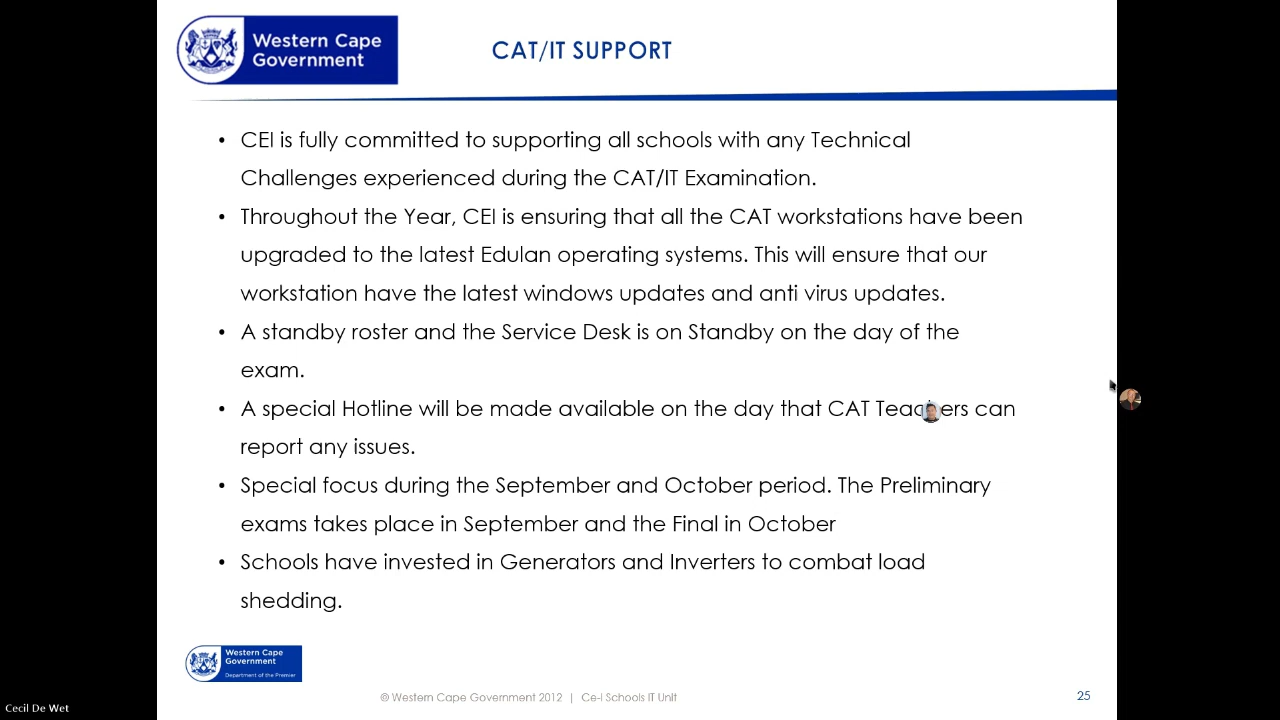 Western Cape
Government
CAT/IT SUPPORT
• CEI is fully committed to supporting all schools with any Technical
Challenges experienced during the CAT/IT Examination.
• Throughout the Year, CEI is ensuring that all the CAT workstations have been
upgraded to the latest Edulan operating systems. This will ensure that our
workstation have the latest windows updates and anti virus updates.
• A standby roster and the Service Desk is on Standby on the day of the
exam.
• A special Hotline will be made available on the day that CAT Teachers can
report any issues.
• Special focus during the September and October period. The Preliminary
exams takes place in September and the Final in October
• Schools have invested in Generators and Inverters to combat load
shedding.
Western Cape
Government
Department of the Premier
© Western Cape Government 2012 | Ce-I Schools IT Unit
25
Cecil De Wet